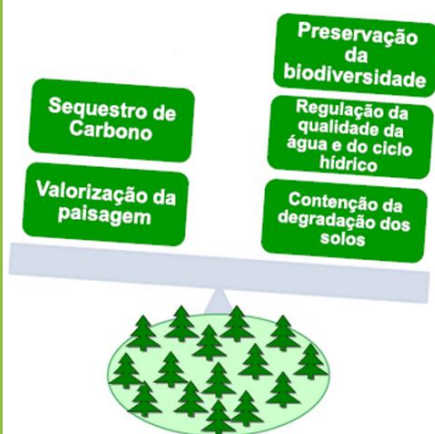 Sequestro de
Carbono
Valorização da
paisagem
Preservação
da
biodiversidade
Regulação da
qualidade da
água e do ciclo
hídrico
Contenção da
degradação dos
solos